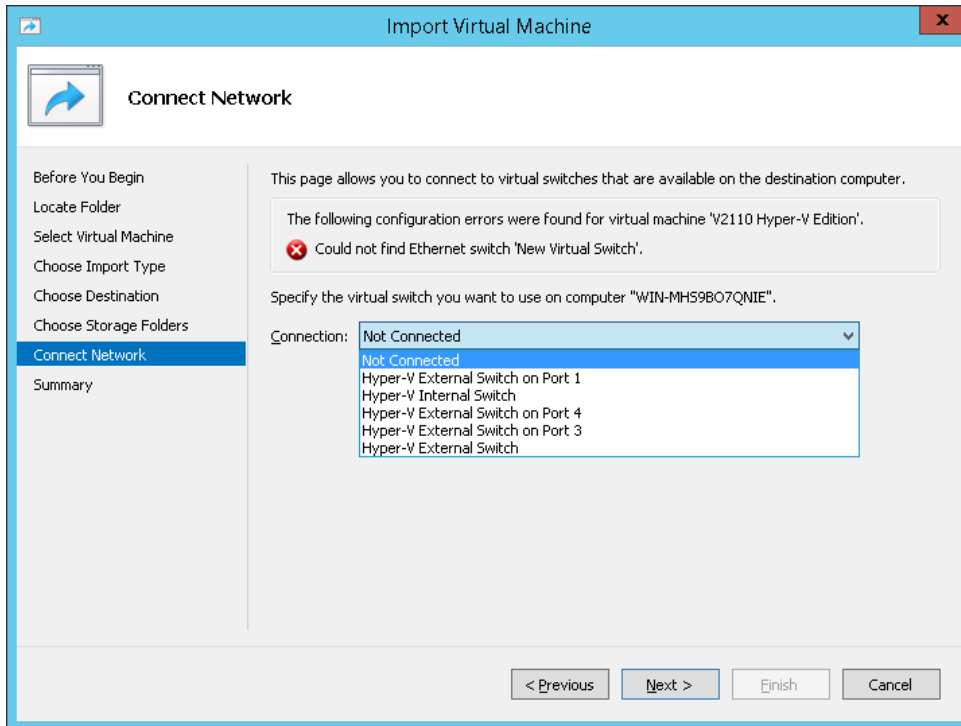 Import Virtual Machine
x
Connect Network
Before You Begin
Locate Folder
Select Virtual Machine
Choose Import Type
Choose Destination
Choose Storage Folders
Connect Network
Summary
This page allows you to connect to virtual switches that are available on the destination computer.
The following configuration errors were found for virtual machine 'V2110 Hyper-V Edition'.
Could not find Ethernet switch 'New Virtual Switch'.
Specify the virtual switch you want to use on computer "WIN-MHS9BO7QNIE".
Connection: Not Connected
Not Connected
Hyper-V External Switch on Port 1
Hyper-V Internal Switch
Hyper-V External Switch on Port 4
Hyper-V External Switch on Port 3
Hyper-V External Switch
< Previous Next > Finish Cancel